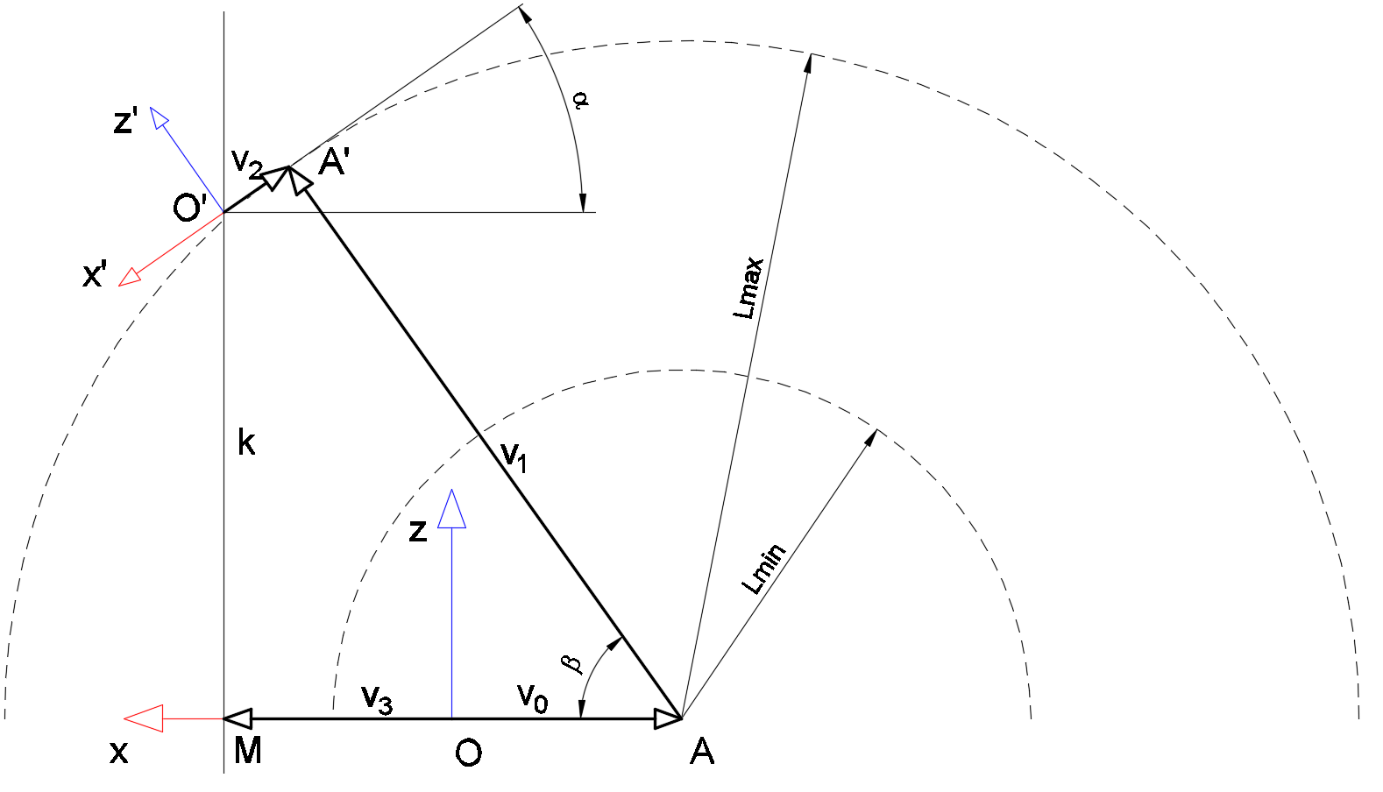 α
z'
v₂
A'
O'
x'
Lmax
k
v₁
z
Lmin
β
v₃
v₀
x
M
O
A